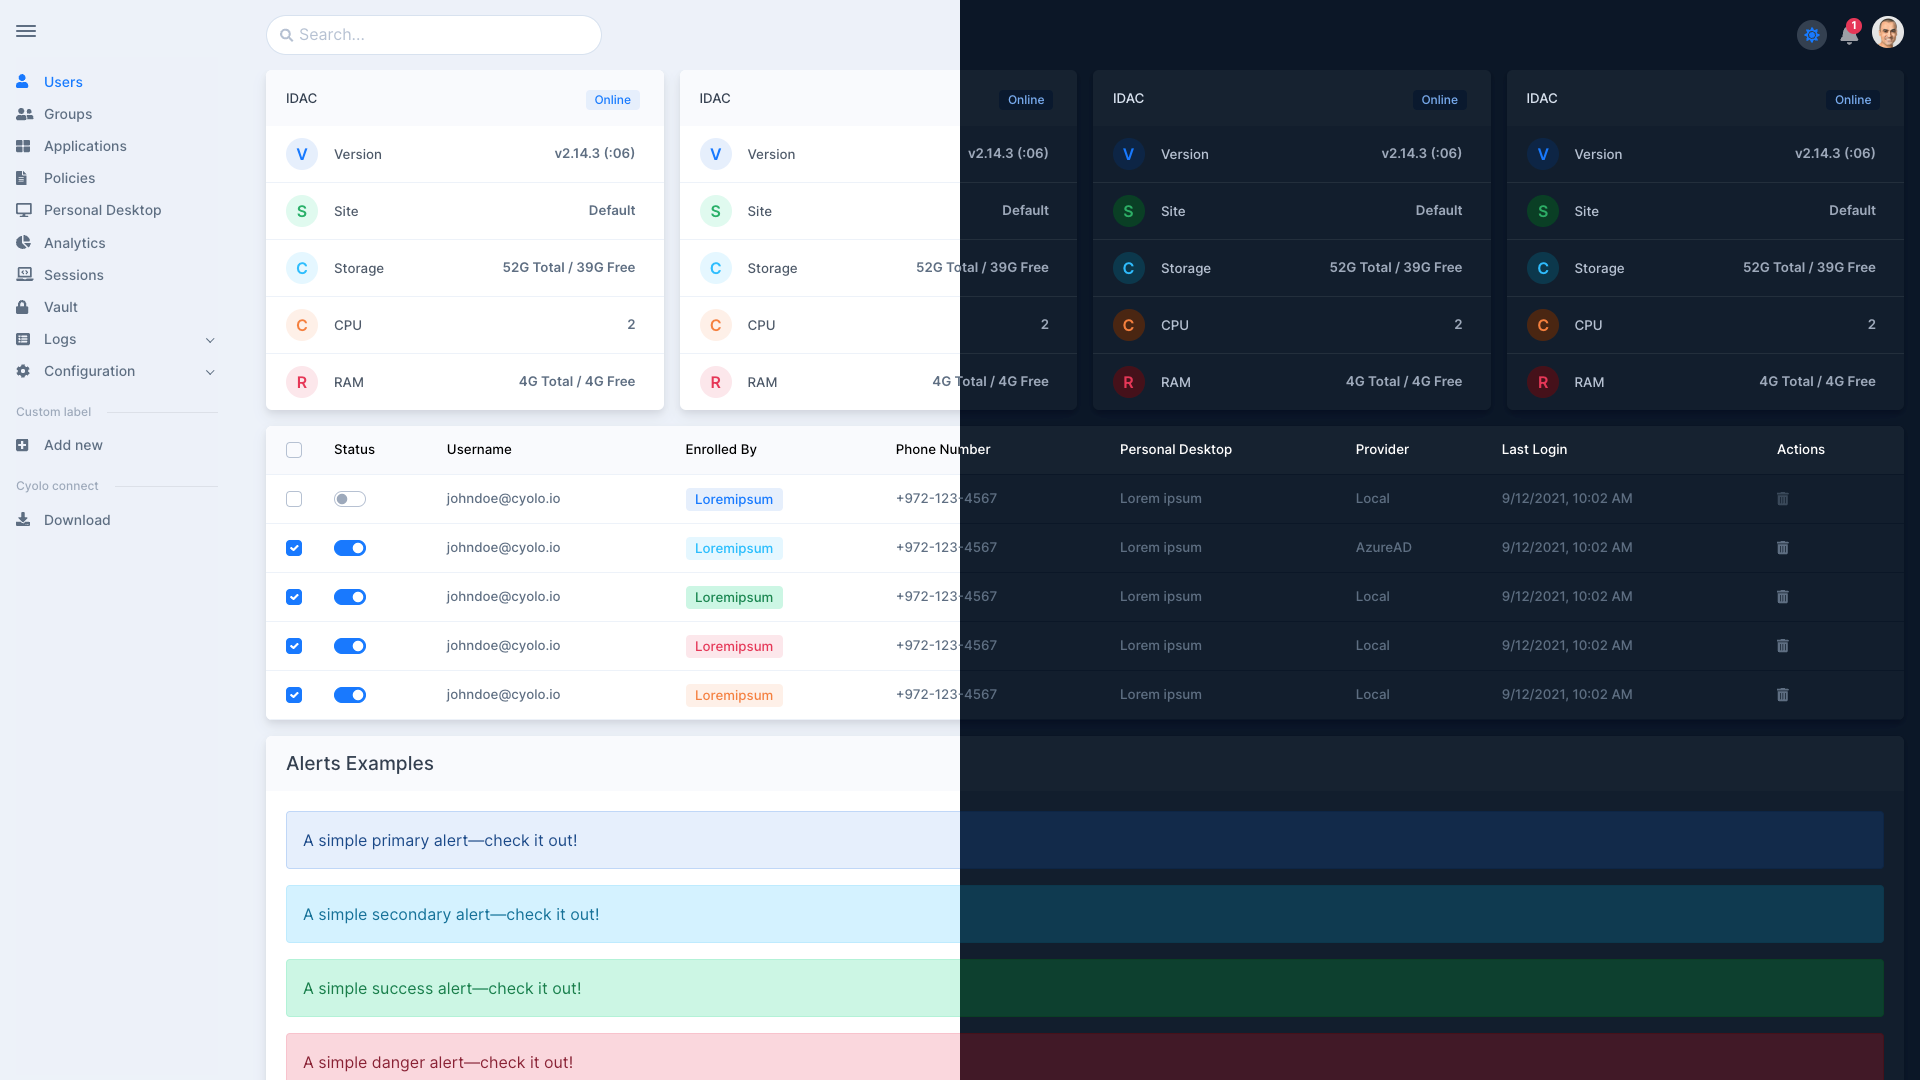 Search...
1
Users
Groups
Applications
Policies
Personal Desktop
Analytics
Sessions
Vault
Logs
Configuration
Custom label
Add new
Cyolo connect
Download
IDAC Online
V Version v2.14.3 (:06)
S Site Default
C Storage 52G Total / 39G Free
C CPU 2
R RAM 4G Total / 4G Free
IDAC Online
V Version v2.14.3 (:06)
S Site Default
C Storage 52G Total / 39G Free
C CPU 2
R RAM 4G Total / 4G Free
IDAC Online
V Version v2.14.3 (:06)
S Site Default
C Storage 52G Total / 39G Free
C CPU 2
R RAM 4G Total / 4G Free
IDAC Online
V Version v2.14.3 (:06)
S Site Default
C Storage 52G Total / 39G Free
C CPU 2
R RAM 4G Total / 4G Free
Status Username Enrolled By Phone Number Personal Desktop Provider Last Login Actions
johndoe@cyolo.io Loremipsum +972-123-4567 Lorem ipsum Local 9/12/2021, 10:02 AM
johndoe@cyolo.io Loremipsum +972-123-4567 Lorem ipsum AzureAD 9/12/2021, 10:02 AM
johndoe@cyolo.io Loremipsum +972-123-4567 Lorem ipsum Local 9/12/2021, 10:02 AM
johndoe@cyolo.io Loremipsum +972-123-4567 Lorem ipsum Local 9/12/2021, 10:02 AM
johndoe@cyolo.io Loremipsum +972-123-4567 Lorem ipsum Local 9/12/2021, 10:02 AM
Alerts Examples
A simple primary alert—check it out!
A simple secondary alert—check it out!
A simple success alert—check it out!
A simple danger alert—check it out!